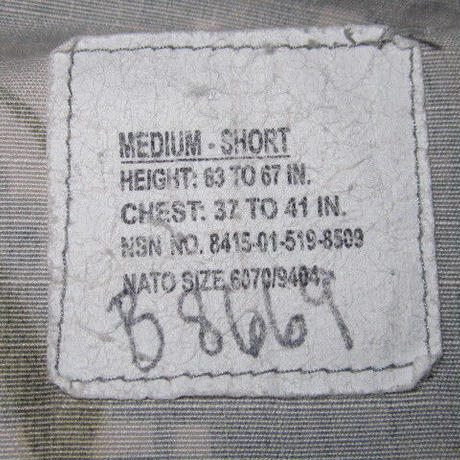 MEDIUM - SHORT
HEIGHT: 63 TO 67 IN.
CHEST: 37 TO 41 IN.
NSN NO. 8415-01-519-8509
NATO SIZE 6070/9404
B 8669